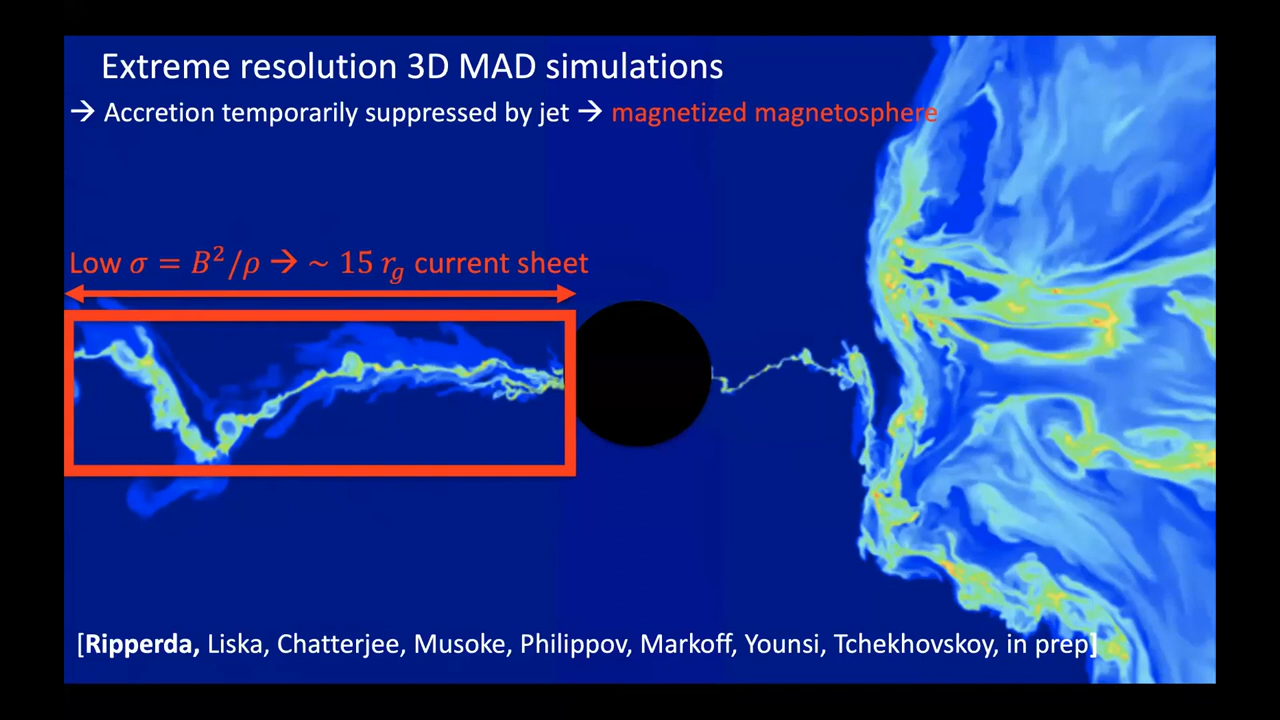 Extreme resolution 3D MAD simulations
→ Accretion temporarily suppressed by jet → magnetized magnetosphere
Low σ = B²/ρ → ~ 15 r_g current sheet
[Ripperda, Liska, Chatterjee, Musoke, Philippov, Markoff, Younsi, Tchekhovskoy, in prep]